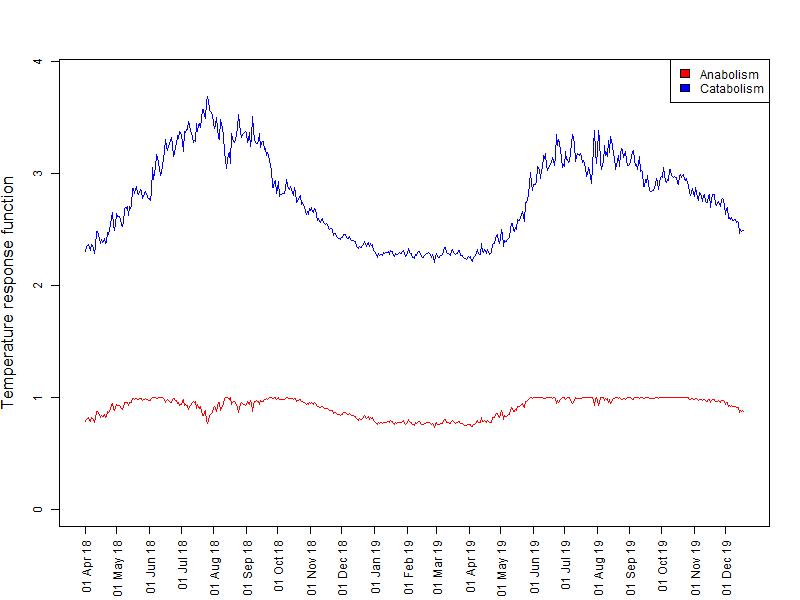 Anabolism
Catabolism
Temperature response function
4
3
2
1
0
01 Apr 18
01 May 18
01 Jun 18
01 Jul 18
01 Aug 18
01 Sep 18
01 Oct 18
01 Nov 18
01 Dec 18
01 Jan 19
01 Feb 19
01 Mar 19
01 Apr 19
01 May 19
01 Jun 19
01 Jul 19
01 Aug 19
01 Sep 19
01 Oct 19
01 Nov 19
01 Dec 19